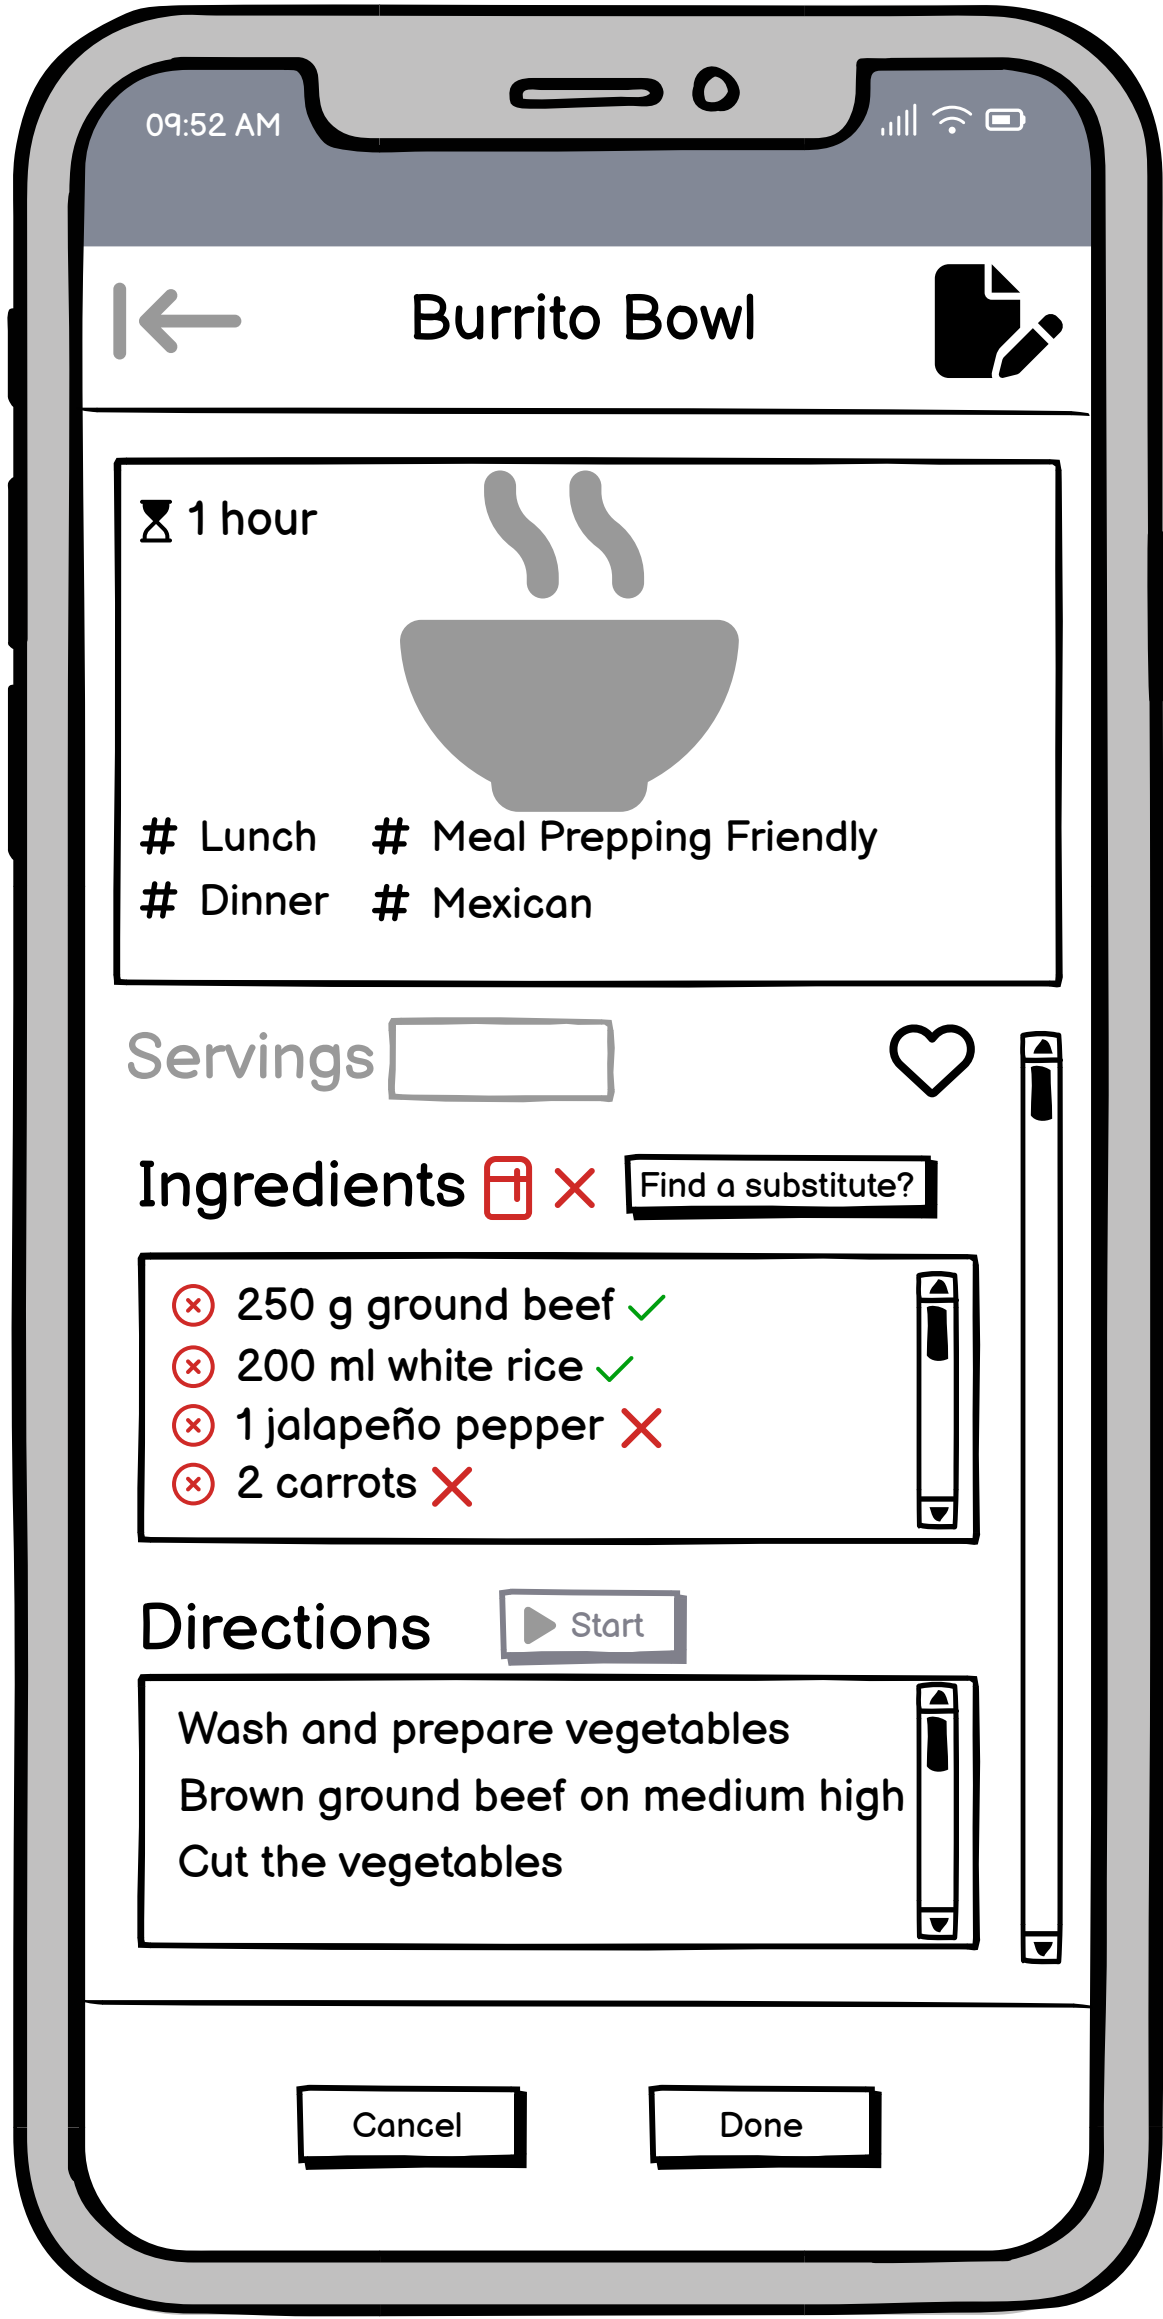 09:52 AM
Burrito Bowl
1 hour
# Lunch # Meal Prepping Friendly
# Dinner # Mexican
Servings
Ingredients Find a substitute?
250 g ground beef
200 ml white rice
1 jalapeño pepper
2 carrots
Directions Start
Wash and prepare vegetables
Brown ground beef on medium high
Cut the vegetables
Cancel Done